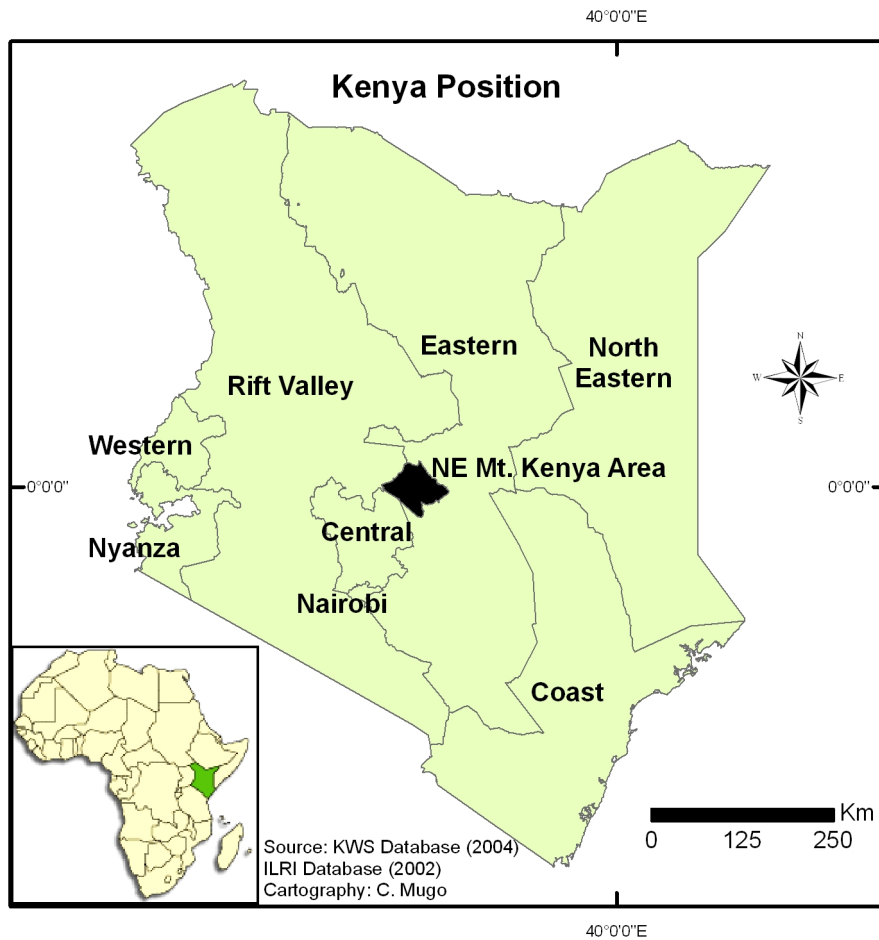 40°0'0"E
Kenya Position
N
W E
S
Eastern
North
Eastern
Rift Valley
Western
NE Mt. Kenya Area
0°0'0"
0°0'0"
Central
Nyanza
Nairobi
Coast
Km
0 125 250
Source: KWS Database (2004)
ILRI Database (2002)
Cartography: C. Mugo
40°0'0"E